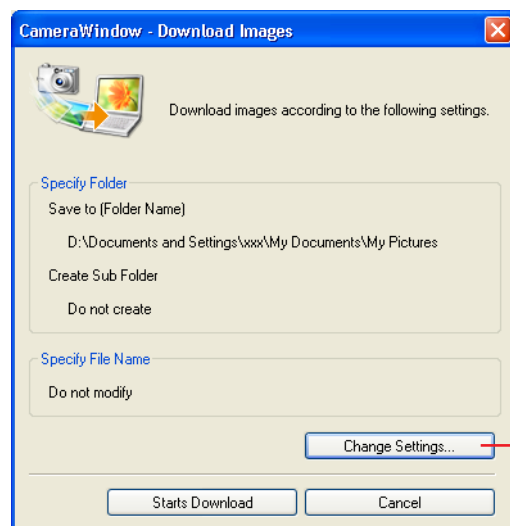 CameraWindow - Download Images
Download images according to the following settings.
Specify Folder
Save to (Folder Name)
D:\Documents and Settings\xxx\My Documents\My Pictures
Create Sub Folder
Do not create
Specify File Name
Do not modify
Change Settings...
Starts Download
Cancel